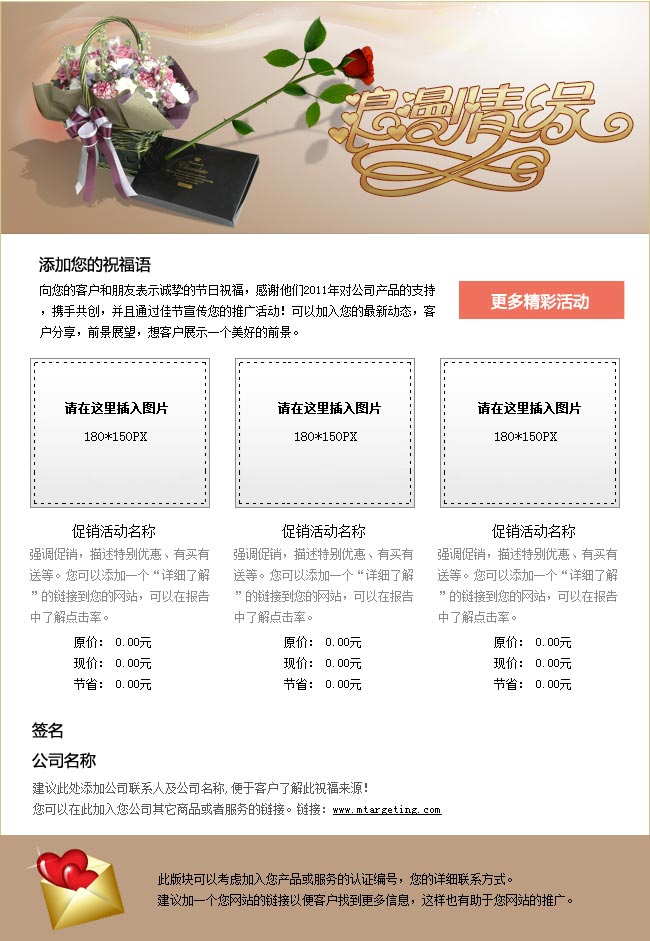 浪漫情缘
Chocolate
添加您的祝福语
向您的客户和朋友表示诚挚的节日祝福，感谢他们2011年对公司产品的支持
，携手共创，并且通过佳节宣传您的推广活动！可以加入您的最新动态，客
户分享，前景展望，想客户展示一个美好的前景。
更多精彩活动
请在这里插入图片 请在这里插入图片 请在这里插入图片
180*150PX 180*150PX 180*150PX
促销活动名称 促销活动名称 促销活动名称
强调促销，描述特别优惠、有买有 强调促销，描述特别优惠、有买有 强调促销，描述特别优惠、有买有
送等。您可以添加一个“详细了解 送等。您可以添加一个“详细了解 送等。您可以添加一个“详细了解
”的链接到您的网站，可以在报告 ”的链接到您的网站，可以在报告 ”的链接到您的网站，可以在报告
中了解点击率。 中了解点击率。 中了解点击率。
原价： 0.00元 原价： 0.00元 原价： 0.00元
现价： 0.00元 现价： 0.00元 现价： 0.00元
节省： 0.00元 节省： 0.00元 节省： 0.00元
签名
公司名称
建议此处添加公司联系人及公司名称,便于客户了解此祝福来源！
您可以在此加入您公司其它商品或者服务的链接。链接：www.mtargeting.com
此版块可以考虑加入您产品或服务的认证编号，您的详细联系方式。
建议加一个您网站的链接以便客户找到更多信息，这样也有助于您网站的推广。